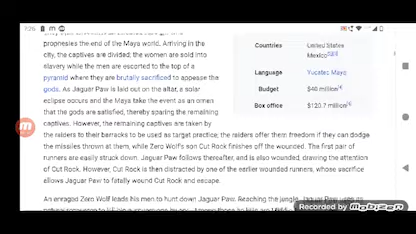 7:26
prophesies the end of the Maya world. Arriving in
the city, the captives are divided; the women are sold into
slavery while the men are escorted to the top of a
pyramid where they are brutally sacrificed to appease the
gods. As Jaguar Paw is laid out on the altar, a solar
eclipse occurs and the Maya take the event as an omen
that the gods are satisfied, thereby sparing the remaining
captives. However, the remaining captives are taken by
the raiders to their barracks to be used as target practice; the raiders offer them freedom if they can dodge
the missiles thrown at them, while Zero Wolf's son Cut Rock finishes off the wounded. The first pair of
runners are easily struck down. Jaguar Paw follows thereafter, and is also wounded, drawing the attention
of Cut Rock. However, Cut Rock is then distracted by one of the earlier wounded runners, whose sacrifice
allows Jaguar Paw to fatally wound Cut Rock and escape.
An enraged Zero Wolf leads his men to hunt down Jaguar Paw. Reaching the jungle, Jaguar Paw uses
Countries United States
Mexico
Language Yucatec Maya
Budget $40 million
Box office $120.7 million
Recorded by Mobizen